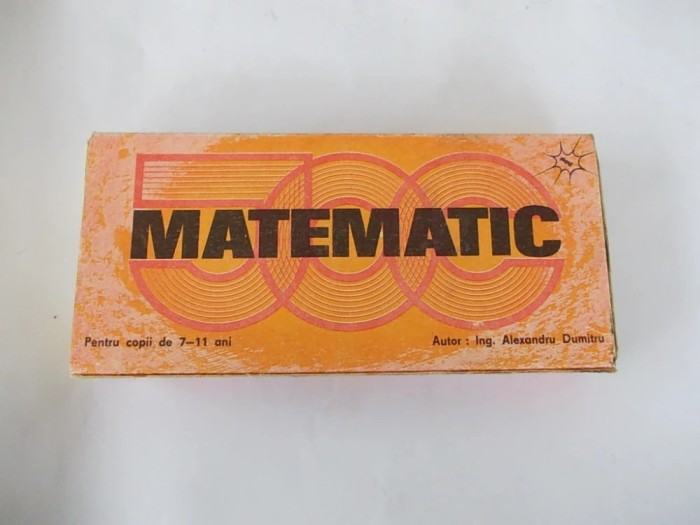 500
MATEMATIC
Pentru copii de 7-11 ani
Autor : Ing. Alexandru Dumitru